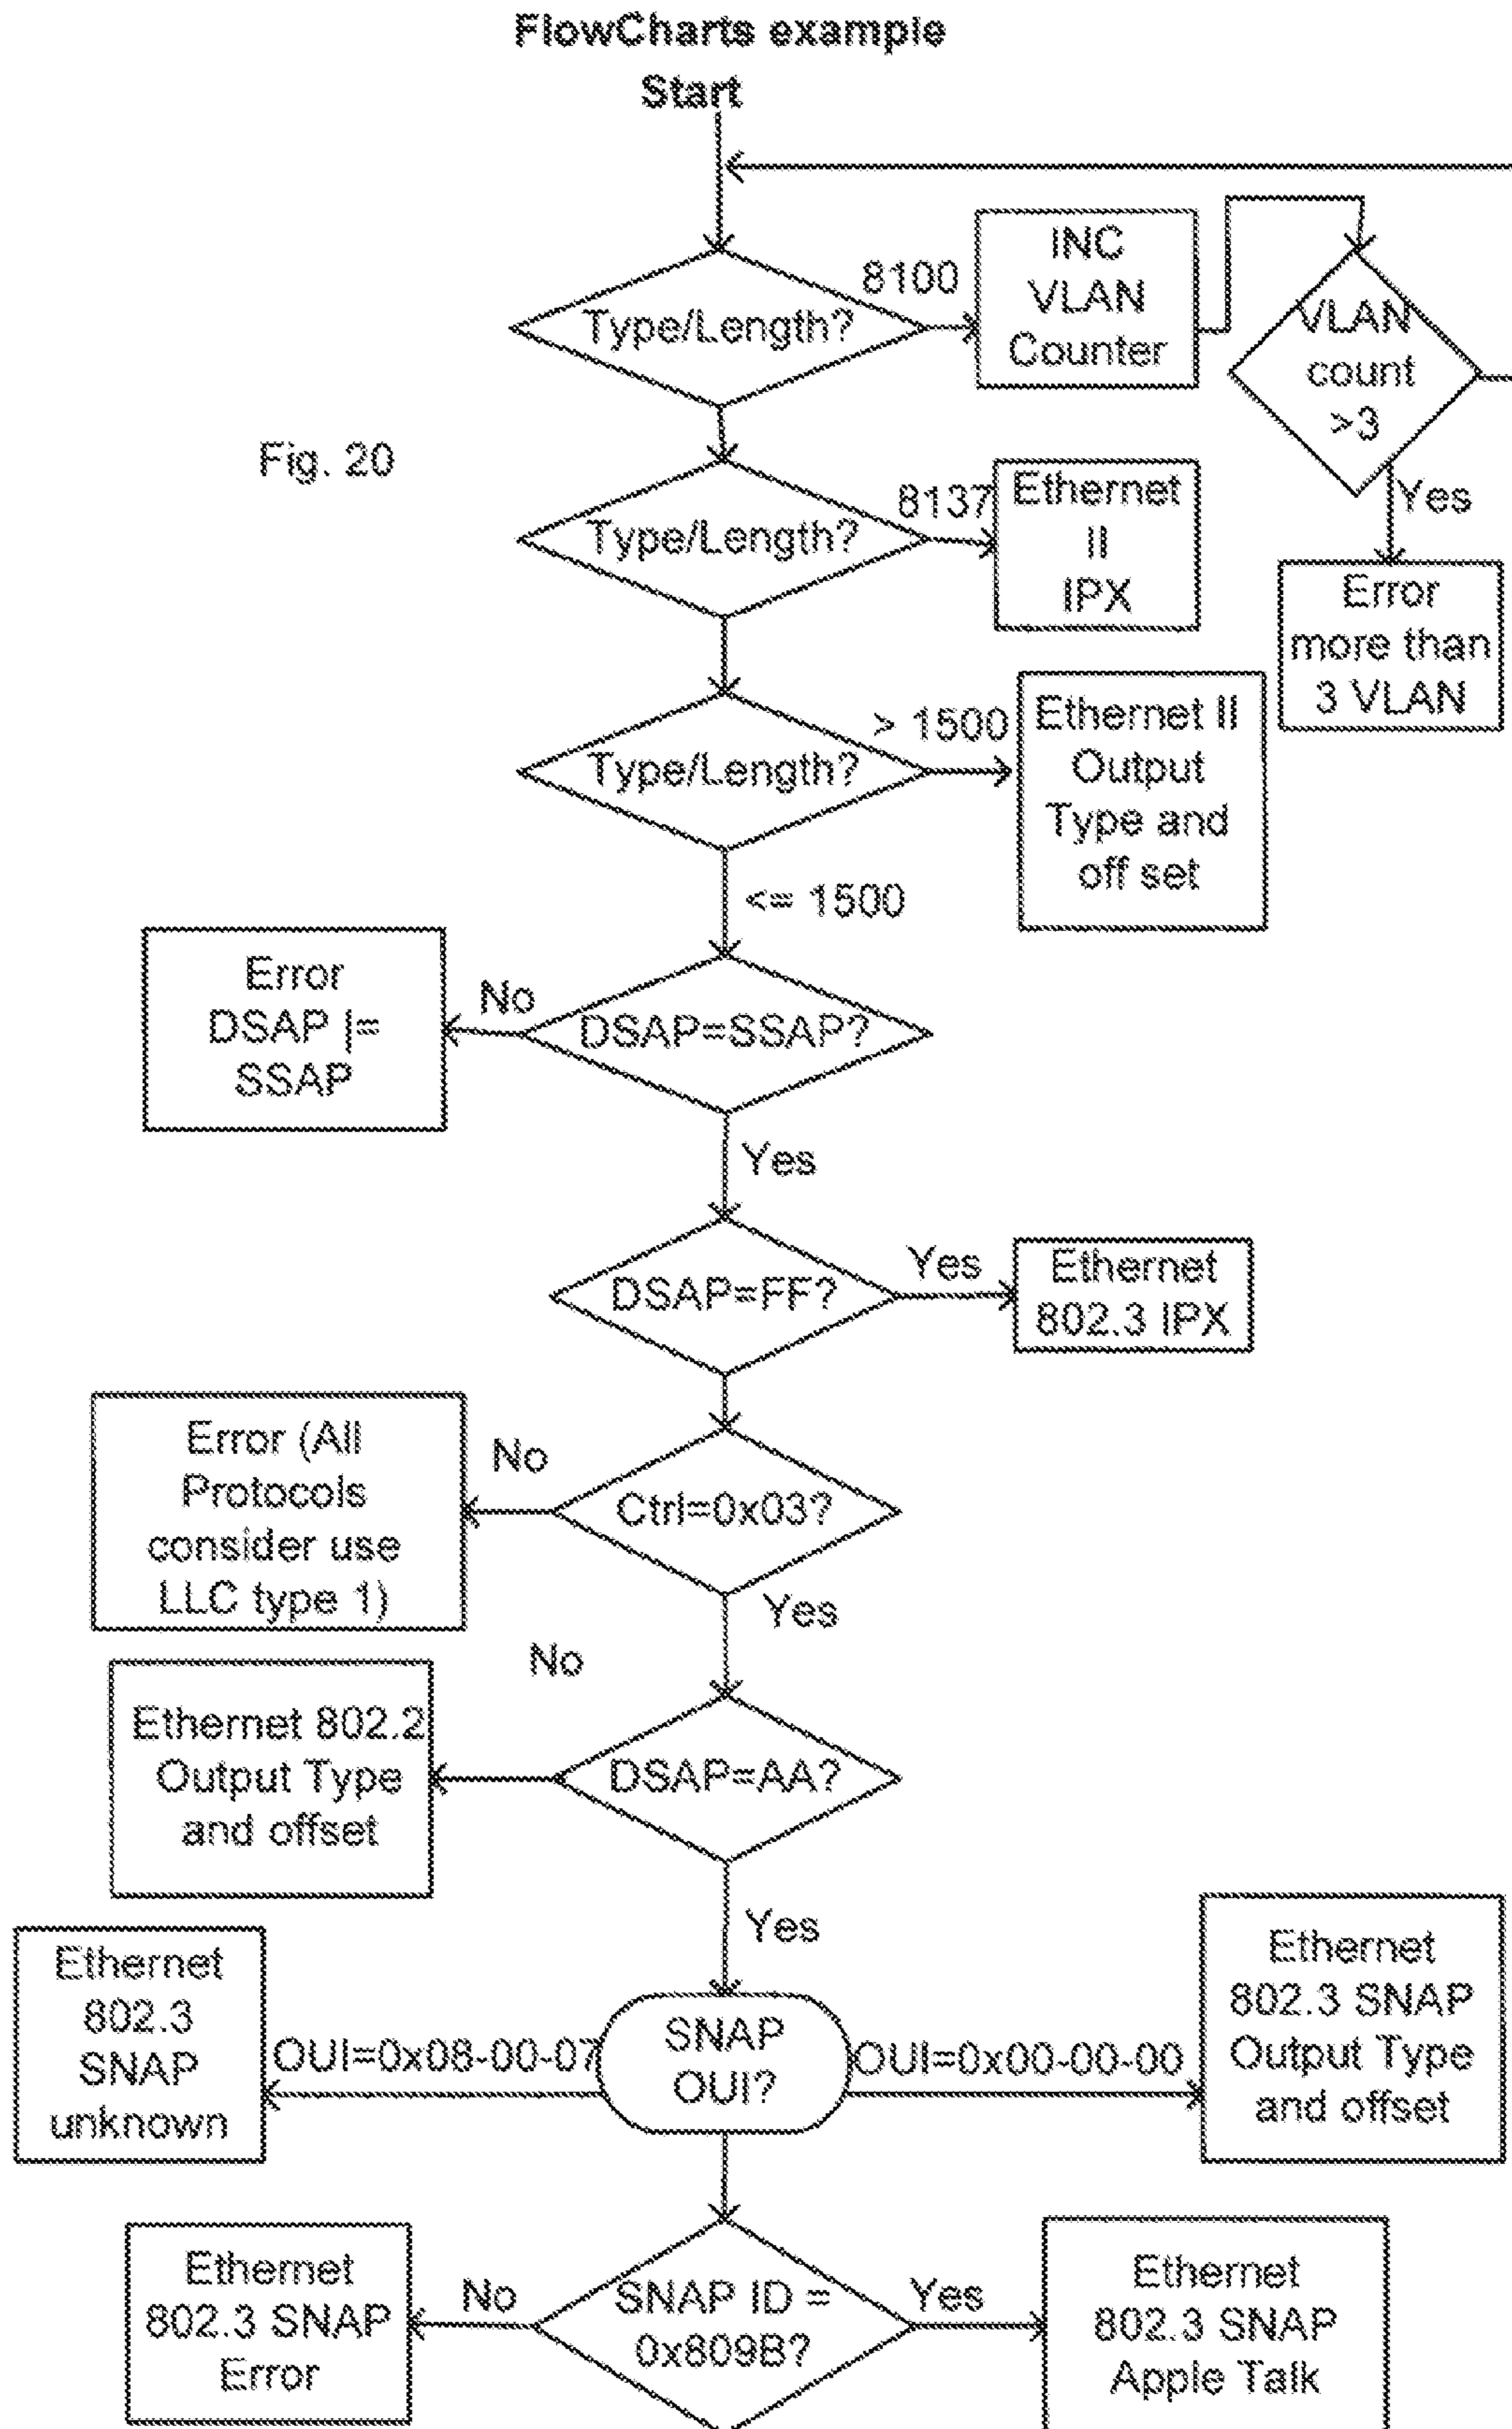 FlowCharts example
Start
8100
INC
VLAN
Counter
Type/Length?
VLAN
count
>3
Fig. 20
Yes
8137
Ethernet
II
IPX
Type/Length?
Error
more than
3 VLAN
> 1500
Ethernet II
Output
Type and
off set
Type/Length?
<= 1500
Error
DSAP |=
SSAP
No
DSAP=SSAP?
Yes
DSAP=FF?
Yes
Ethernet
802.3 IPX
Error (All
Protocols
consider use
LLC type 1)
No
Ctrl=0x03?
Yes
No
Ethernet 802.2
Output Type
and offset
DSAP=AA?
Yes
Ethernet
802.3
SNAP
unknown
OUI=0x08-00-07
SNAP
OUI?
OUI=0x00-00-00
Ethernet
802.3 SNAP
Output Type
and offset
Ethernet
802.3 SNAP
Error
No
SNAP ID =
0x809B?
Yes
Ethernet
802.3 SNAP
Apple Talk